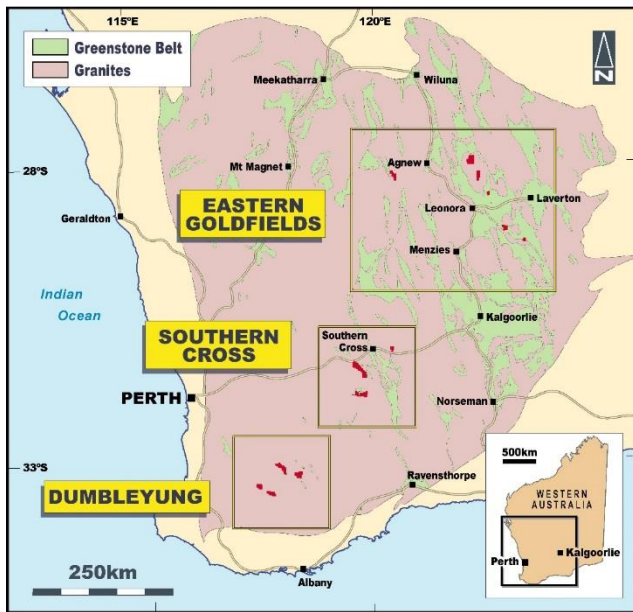 115°E
120°E
Greenstone Belt
Granites
N
Meekatharra
Wiluna
28°S
Mt Magnet
Agnew
Laverton
Leonora
EASTERN
GOLDFIELDS
Geraldton
Menzies
Indian
Ocean
Kalgoorlie
SOUTHERN
CROSS
Southern
Cross
PERTH
Norseman
33°S
DUMBLEYUNG
Ravensthorpe
500km
WESTERN
AUSTRALIA
Kalgoorlie
Perth
250km
Albany